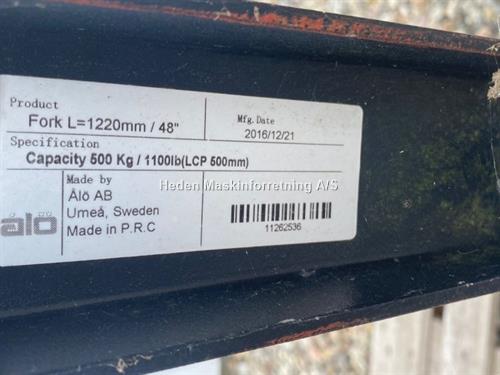 Product
Fork L=1220mm / 48"
Mfg.Date
2016/12/21
Specification
Capacity 500 Kg / 1100lb(LCP 500mm)
Heden Maskinforretning A/S
Made by
Ålö AB
Umeå, Sweden
Made in P.R.C
ålö
11262536